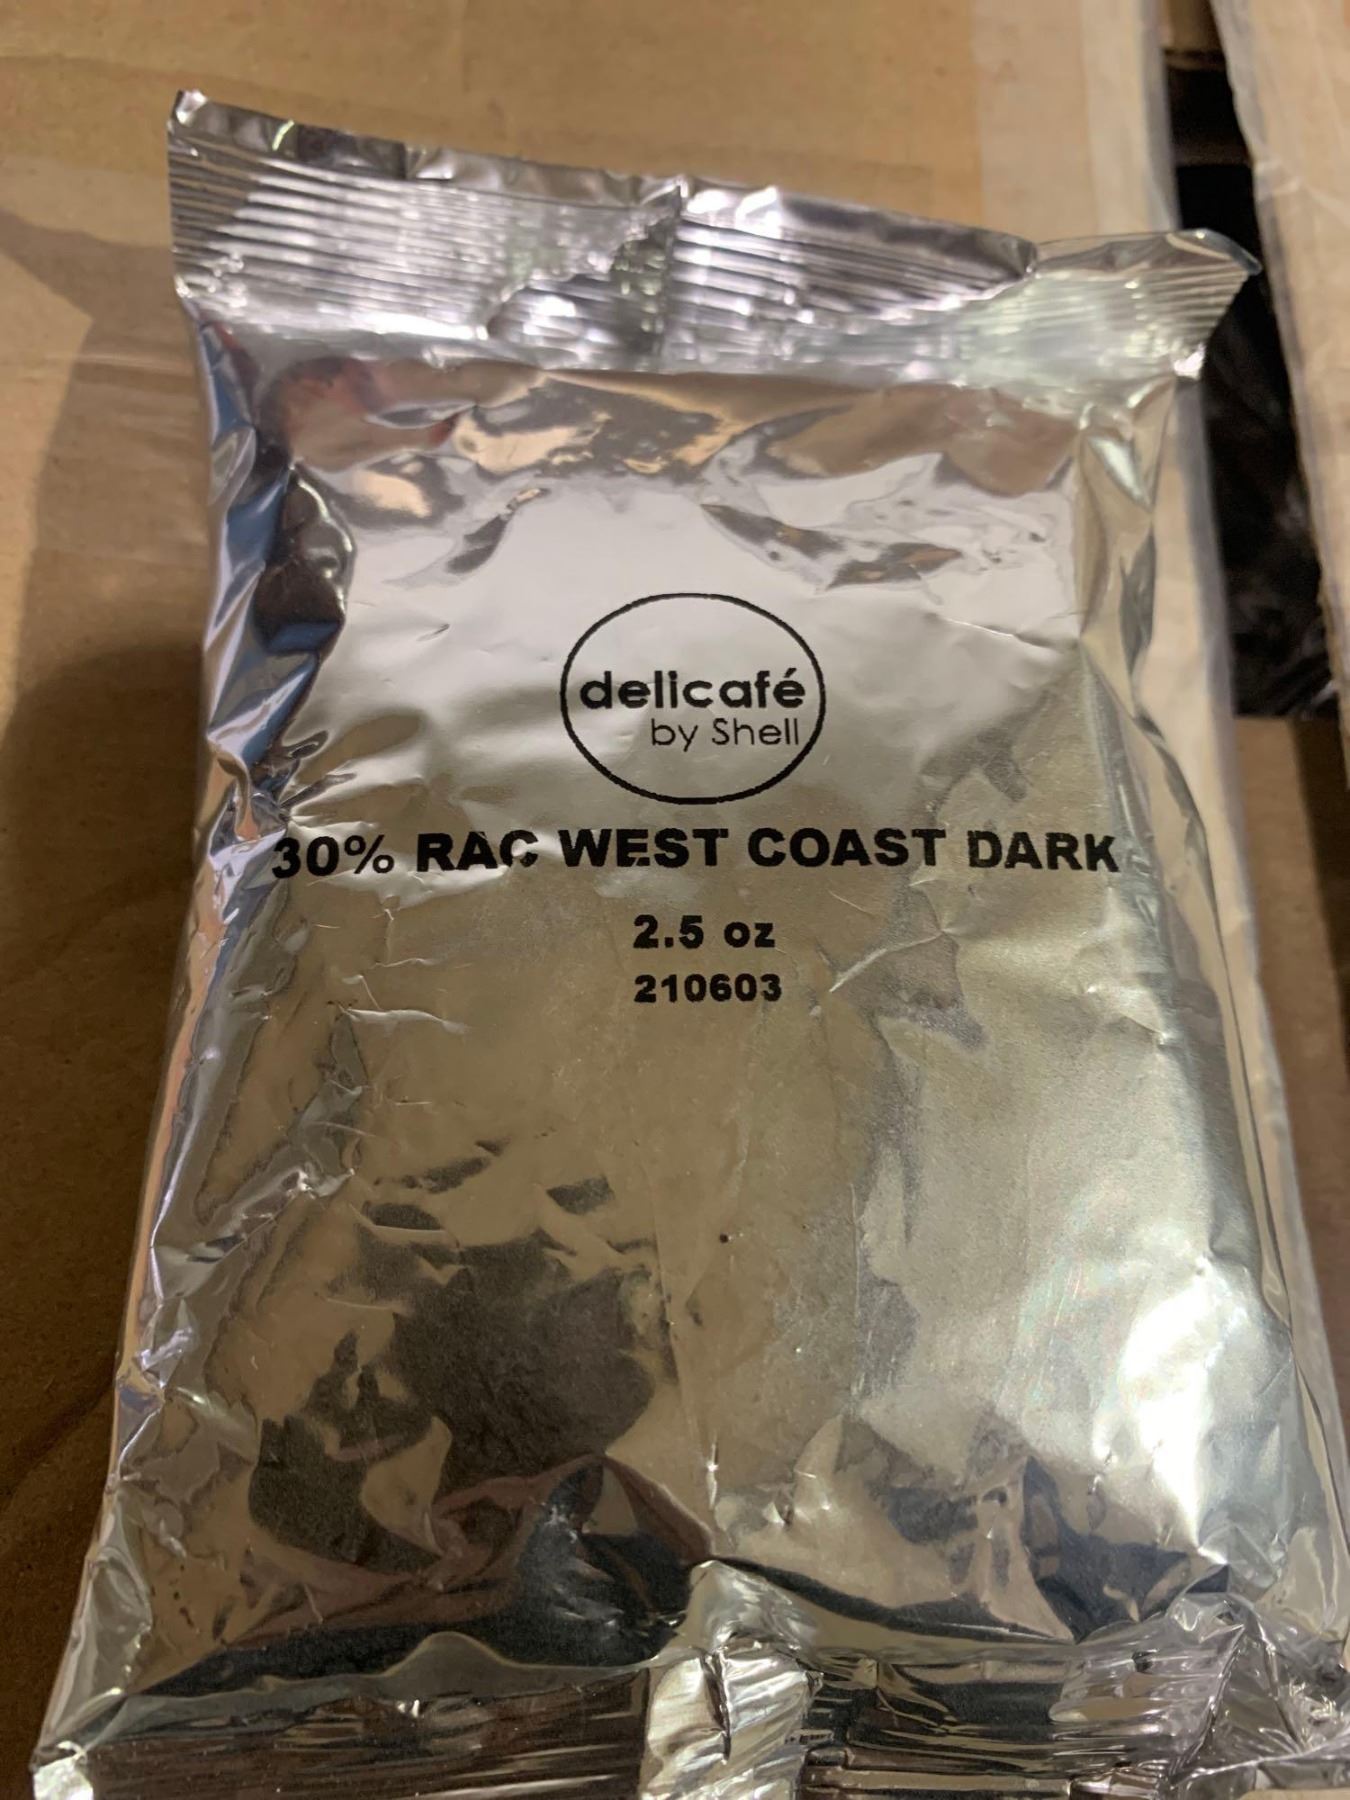 delicafé
by Shell
30% RAC WEST COAST DARK
2.5 oz
210603